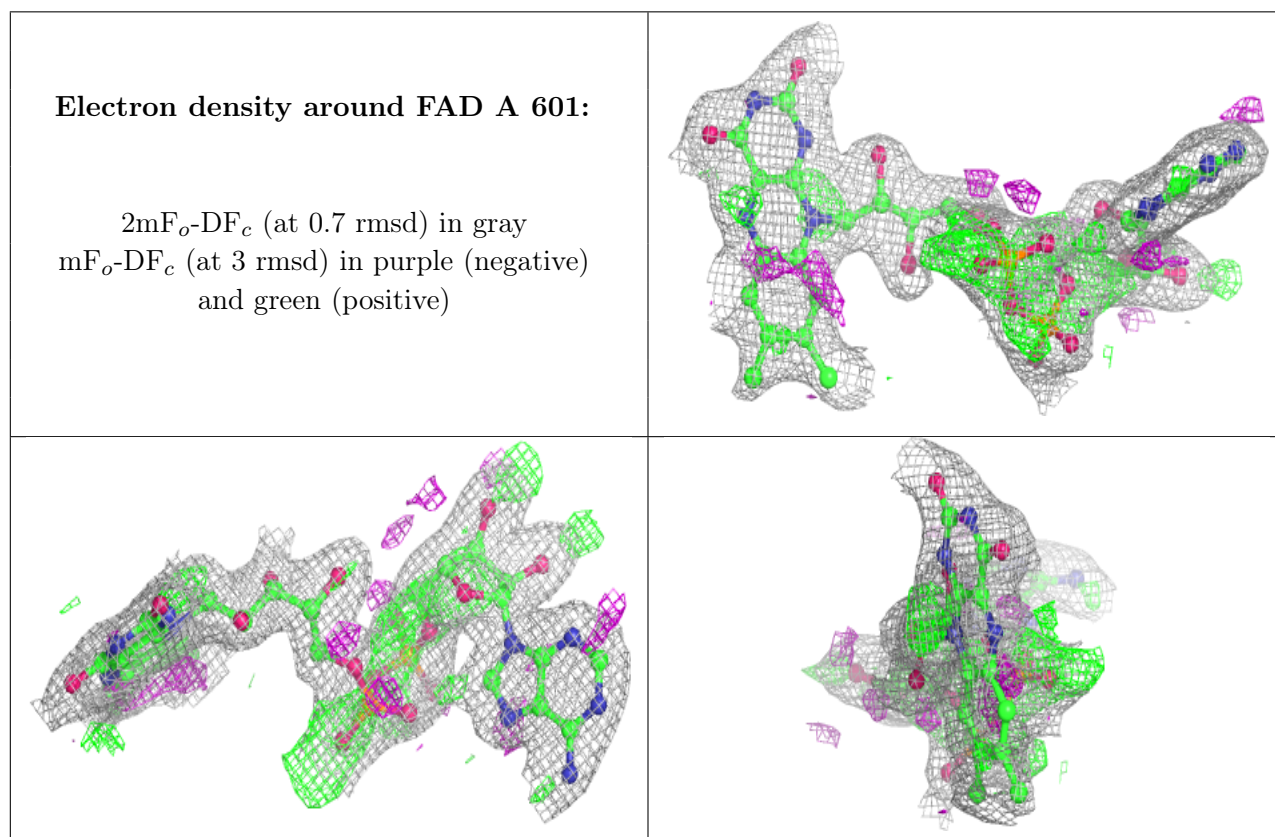 Electron density around FAD A 601:
2mFo-DFc (at 0.7 rmsd) in gray
mFo-DFc (at 3 rmsd) in purple (negative)
and green (positive)